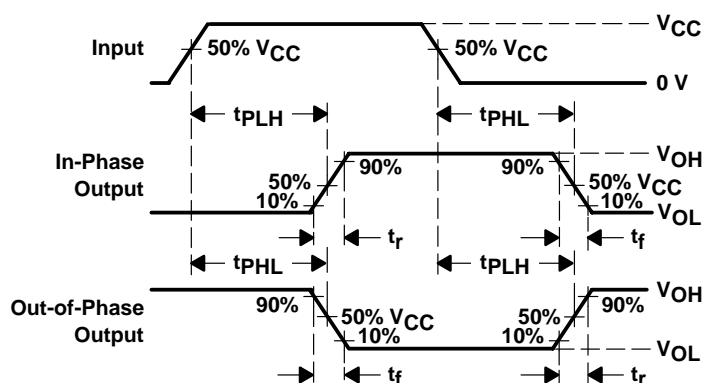 VCC
Input
50% VCC
50% VCC
0 V
tPLH
tPHL
In-Phase
Output
VOH
90%
90%
50%
50% VCC
10%
10%
VOL
tr
tf
tPHL
tPLH
Out-of-Phase
Output
VOH
90%
90%
50% VCC
50%
10%
10%
VOL
tf
tr